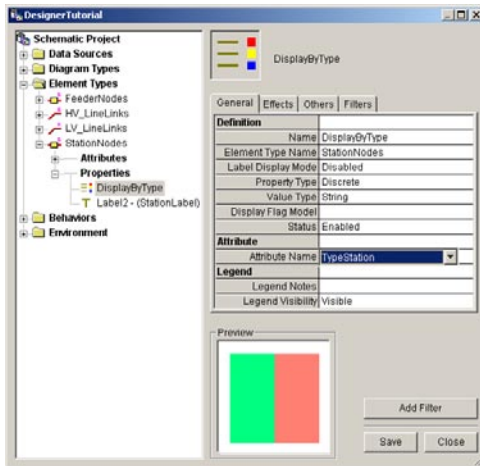 DesignerTutorial
Schematic Project
Data Sources
Diagram Types
Element Types
FeederNodes
HV_LineLinks
LV_LineLinks
StationNodes
Attributes
Properties
DisplayByType
Label2 - (StationLabel)
Behaviors
Environment
DisplayByType
General Effects Others Filters
Definition
Name DisplayByType
Element Type Name StationNodes
Label Display Mode Disabled
Property Type Discrete
Value Type String
Display Flag Model
Status Enabled
Attribute
Attribute Name TypeStation
Legend
Legend Notes
Legend Visibility Visible
Preview
Add Filter
Save Close